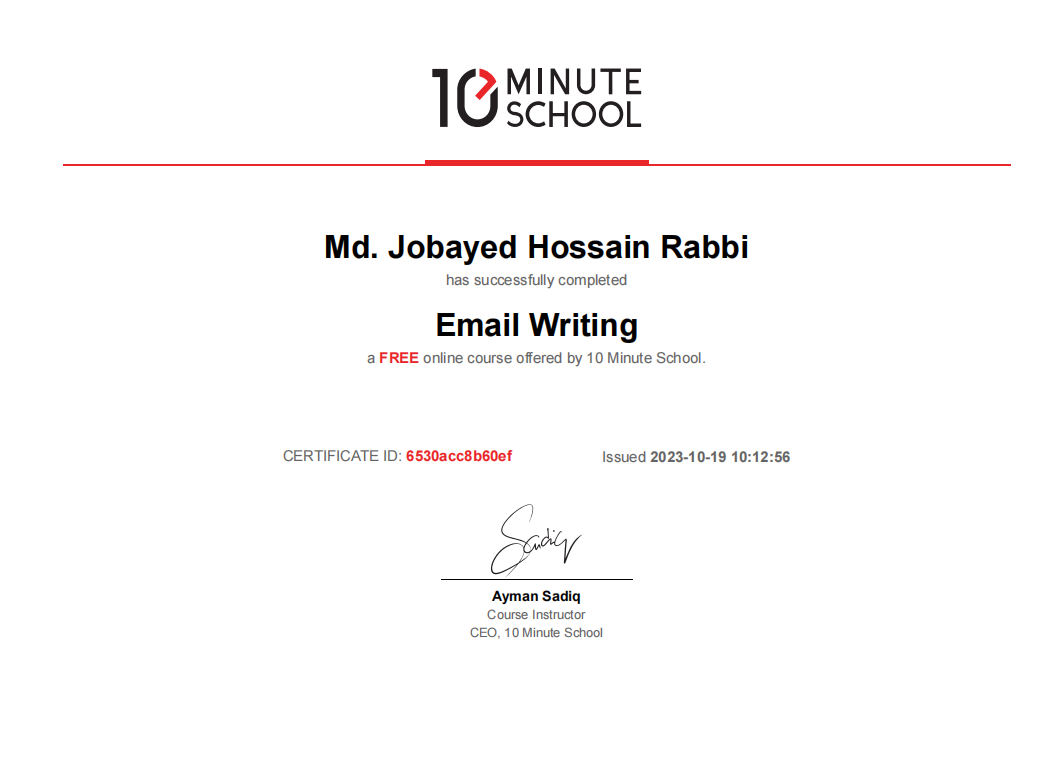 10 MINUTE
SCHOOL
Md. Jobayed Hossain Rabbi
has successfully completed
Email Writing
a FREE online course offered by 10 Minute School.
CERTIFICATE ID: 6530acc8b60ef
Issued 2023-10-19 10:12:56
Sadiq
Ayman Sadiq
Course Instructor
CEO, 10 Minute School